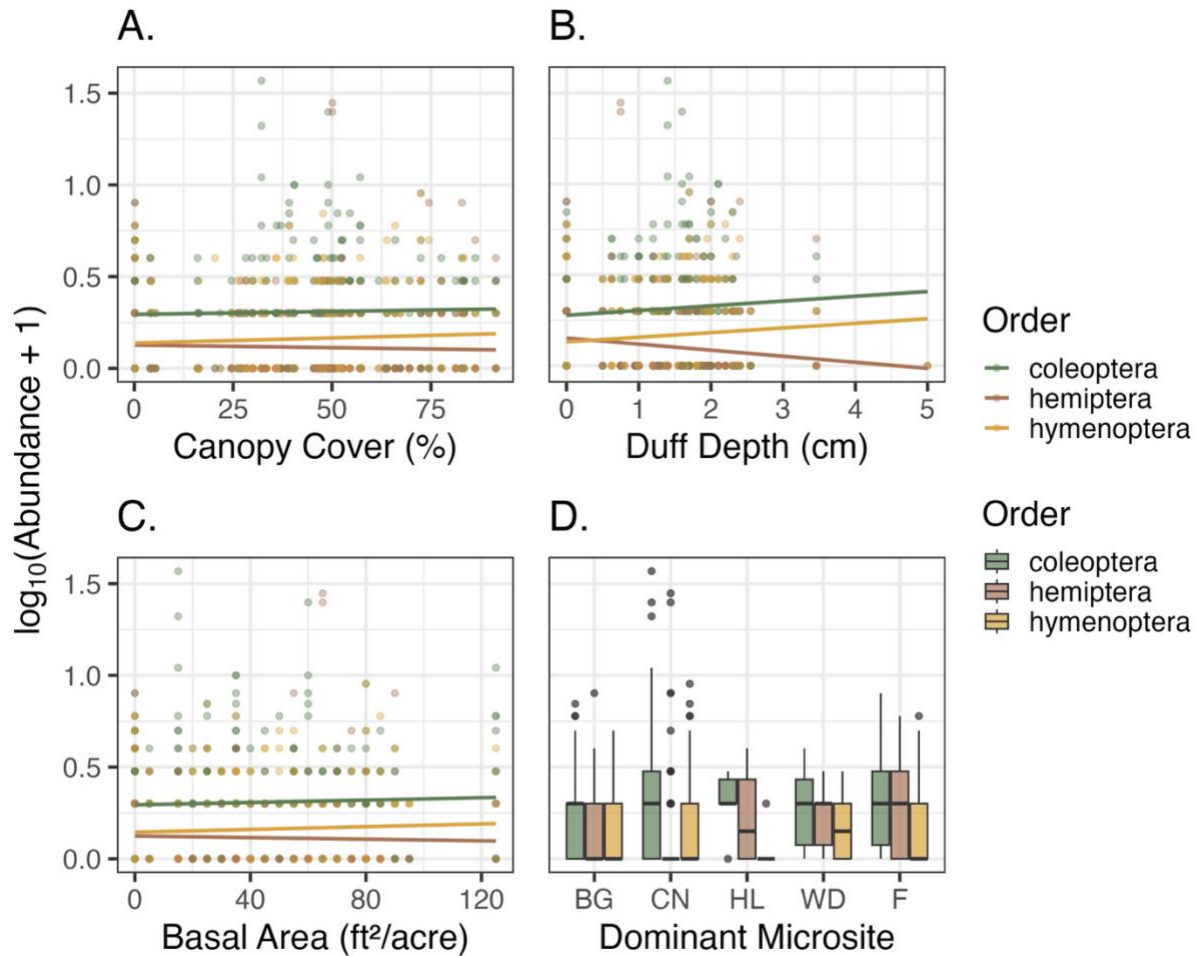 A.
B.
1.5
1.0
0.5
0.0
0 25 50 75
0 1 2 3 4 5
Canopy Cover (%)
Duff Depth (cm)
log₁₀(Abundance + 1)
Order
coleoptera
hemiptera
hymenoptera
C.
D.
1.5
1.0
0.5
0.0
0 40 80 120
BG CN HL WD F
Basal Area (ft²/acre)
Dominant Microsite
Order
coleoptera
hemiptera
hymenoptera